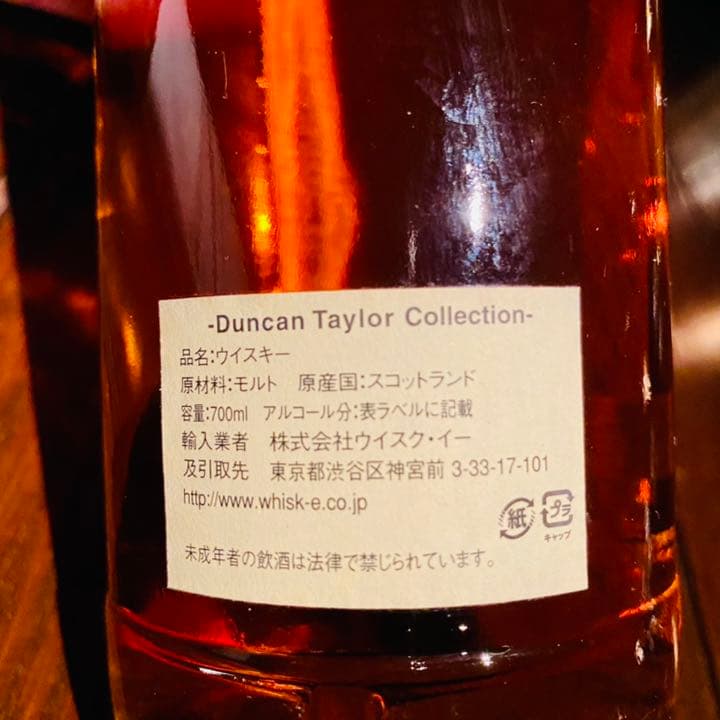 -Duncan Taylor Collection-
品名:ウイスキー
原材料:モルト　原産国:スコットランド
容量:700ml　アルコール分:表ラベルに記載
輸入業者　株式会社ウイスク・イー
及引取先　東京都渋谷区神宮前 3-33-17-101
http://www.whisk-e.co.jp
紙 プラ
キャップ
未成年者の飲酒は法律で禁じられています。